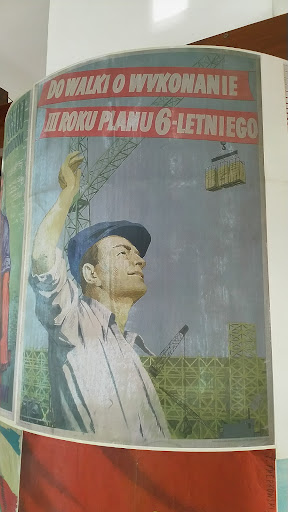 DO WALKI O WYKONANIE
III ROKU PLANU 6-LETNIEGO